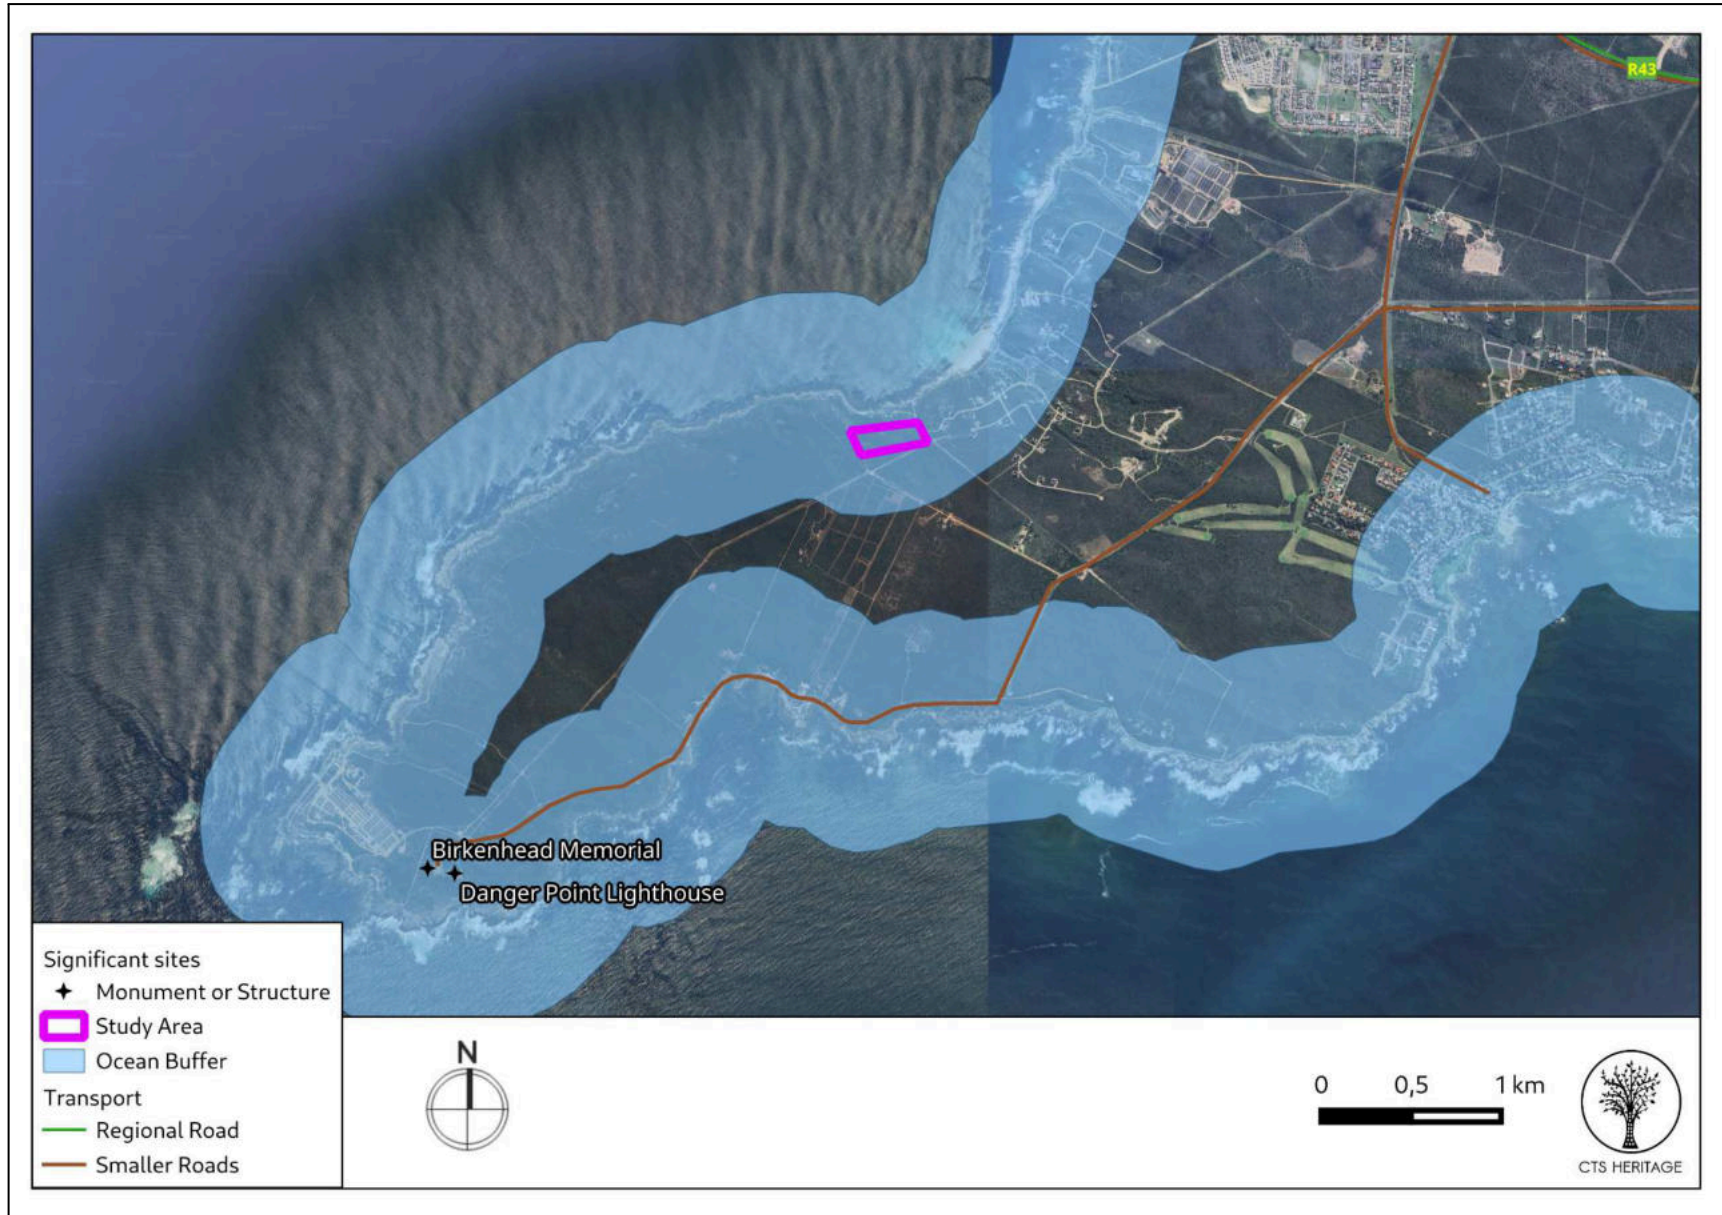 R43
Birkenhead Memorial
Danger Point Lighthouse
Significant sites
Monument or Structure
Study Area
Ocean Buffer
Transport
Regional Road
Smaller Roads
N
0 0,5 1 km
CTS HERITAGE